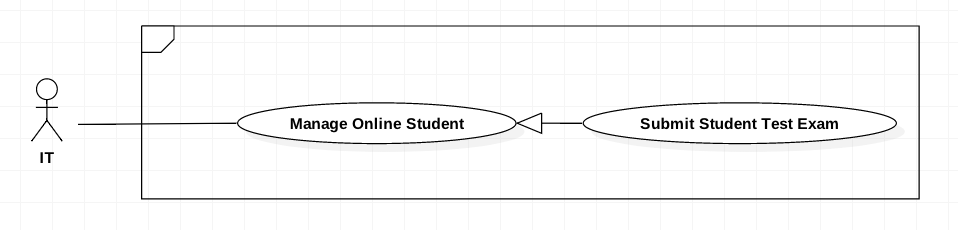 Manage Online Student
Submit Student Test Exam
IT